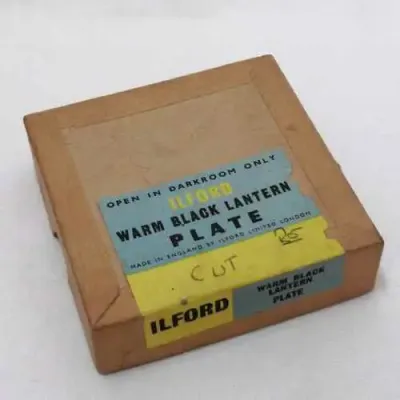 OPEN IN DARKROOM ONLY
ILFORD
WARM BLACK LANTERN
PLATE
MADE IN ENGLAND BY ILFORD LIMITED LONDON
CUT
ILFORD
WARM BLACK
LANTERN
PLATE